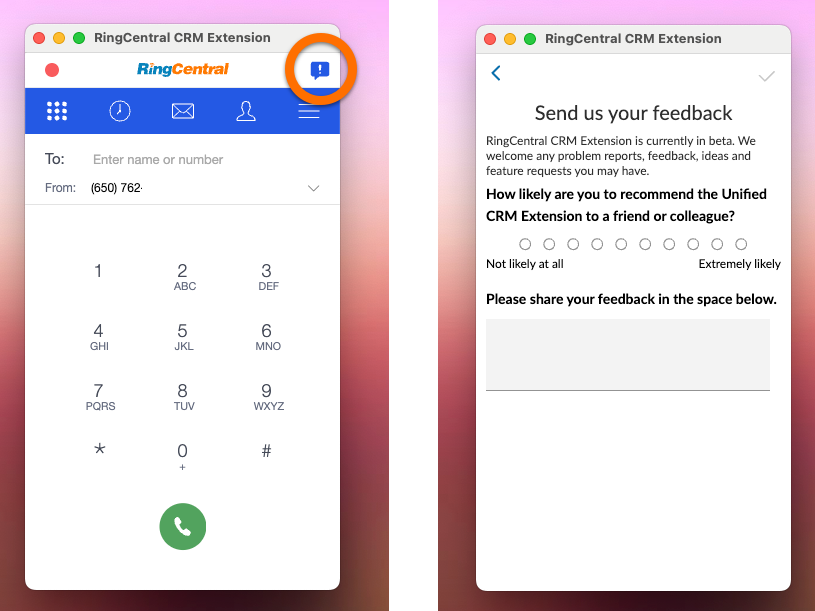 RingCentral CRM Extension
RingCentral
To: Enter name or number
From: (650) 762-
1 2 3
ABC DEF
4 5 6
GHI JKL MNO
7 8 9
PQRS TUV WXYZ
* 0 #
+
RingCentral CRM Extension
Send us your feedback
RingCentral CRM Extension is currently in beta. We
welcome any problem reports, feedback, ideas and
feature requests you may have.
How likely are you to recommend the Unified
CRM Extension to a friend or colleague?
Not likely at all Extremely likely
Please share your feedback in the space below.